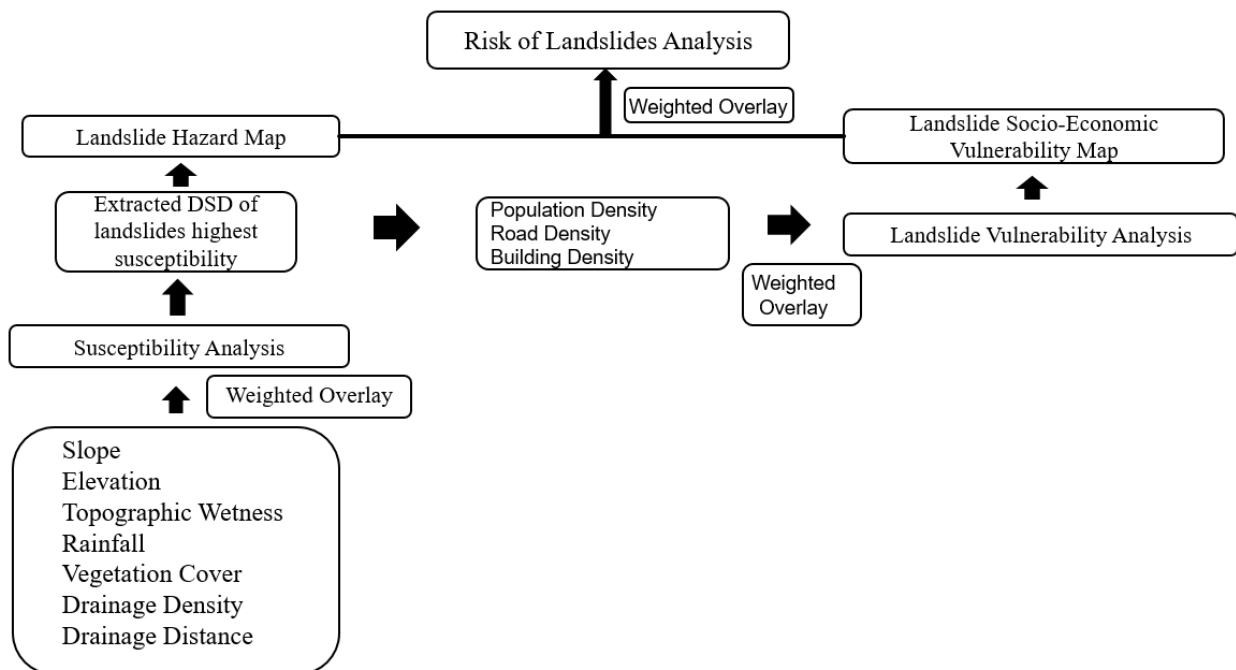 Risk of Landslides Analysis
Weighted Overlay
Landslide Hazard Map
Landslide Socio-Economic
Vulnerability Map
Extracted DSD of
landslides highest
susceptibility
Population Density
Road Density
Building Density
Landslide Vulnerability Analysis
Weighted
Overlay
Susceptibility Analysis
Weighted Overlay
Slope
Elevation
Topographic Wetness
Rainfall
Vegetation Cover
Drainage Density
Drainage Distance